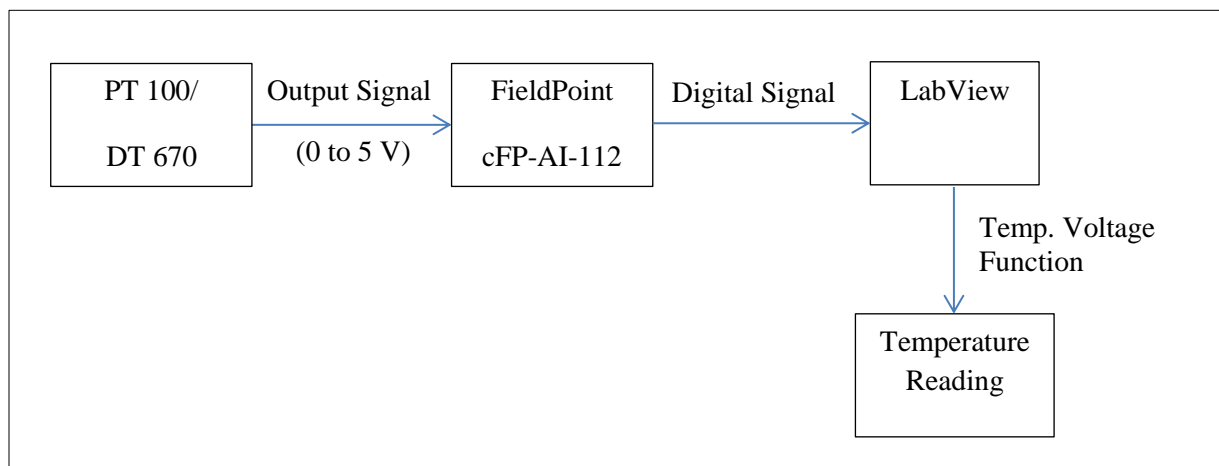 PT 100/
DT 670
Output Signal
(0 to 5 V)
FieldPoint
cFP-AI-112
Digital Signal
LabView
Temp. Voltage
Function
Temperature
Reading